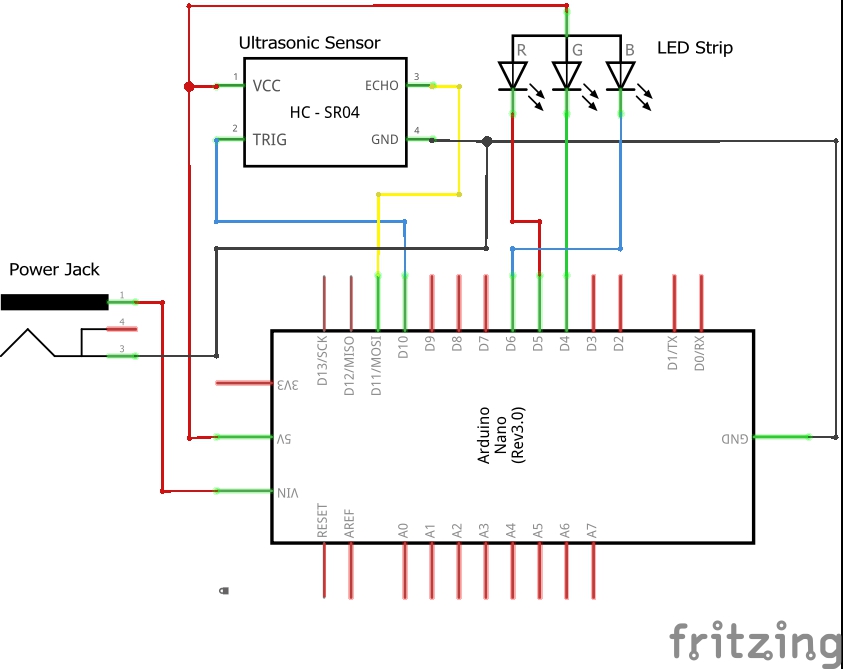 Ultrasonic Sensor
LED Strip
R
G
B
1
VCC
ECHO
3
HC - SR04
2
TRIG
GND
4
Power Jack
1
4
3
D13/SCK
D12/MISO
D11/MOSI
D10
D9
D8
D7
D6
D5
D4
D3
D2
D1/TX
D0/RX
3V3
5V
VIN
GND
Arduino
Nano
(Rev3.0)
RESET
AREF
A0
A1
A2
A3
A4
A5
A6
A7
fritzing